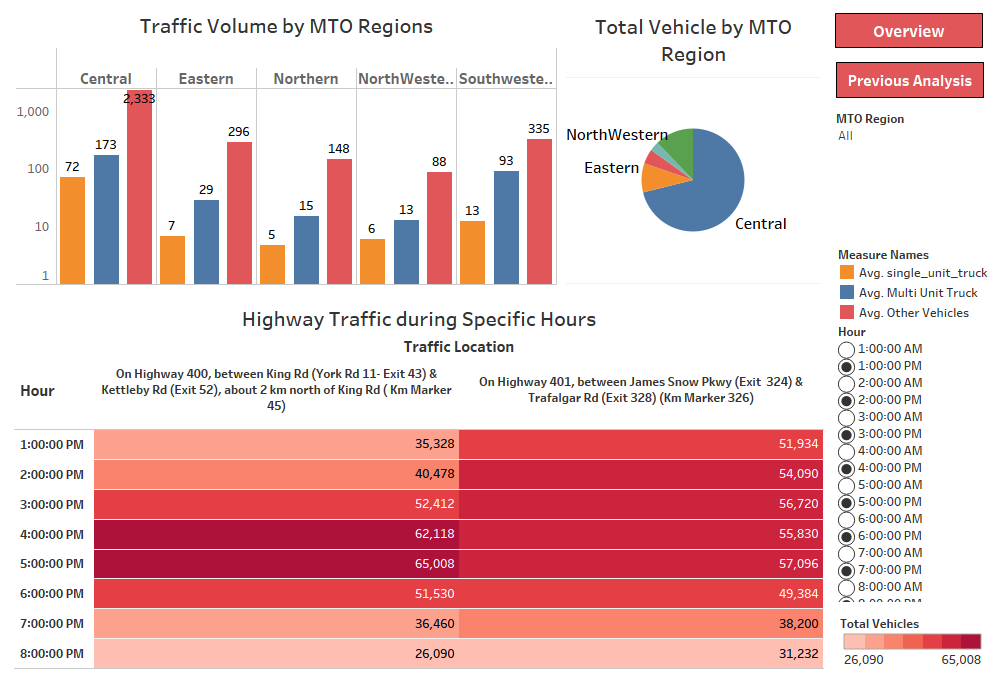 Traffic Volume by MTO Regions
Central
Eastern
Northern
NorthWeste..
Southweste..
1,000
100
10
1
72
173
2,333
7
29
296
5
15
148
6
13
88
13
93
335
Total Vehicle by MTO
Region
NorthWestern
Eastern
Central
Overview
Previous Analysis
MTO Region
All
Measure Names
Avg. single_unit_truck
Avg. Multi Unit Truck
Avg. Other Vehicles
Hour
1:00:00 AM
1:00:00 PM
2:00:00 AM
2:00:00 PM
3:00:00 AM
3:00:00 PM
4:00:00 AM
4:00:00 PM
5:00:00 AM
5:00:00 PM
6:00:00 AM
6:00:00 PM
7:00:00 AM
7:00:00 PM
8:00:00 AM
Total Vehicles
26,090 65,008
Highway Traffic during Specific Hours
Traffic Location
Hour
On Highway 400, between King Rd (York Rd 11- Exit 43) &
Kettleby Rd (Exit 52), about 2 km north of King Rd ( Km Marker
45)
On Highway 401, between James Snow Pkwy (Exit  324) &
Trafalgar Rd (Exit 328) (Km Marker 326)
1:00:00 PM 35,328 51,934
2:00:00 PM 40,478 54,090
3:00:00 PM 52,412 56,720
4:00:00 PM 62,118 55,830
5:00:00 PM 65,008 57,096
6:00:00 PM 51,530 49,384
7:00:00 PM 36,460 38,200
8:00:00 PM 26,090 31,232